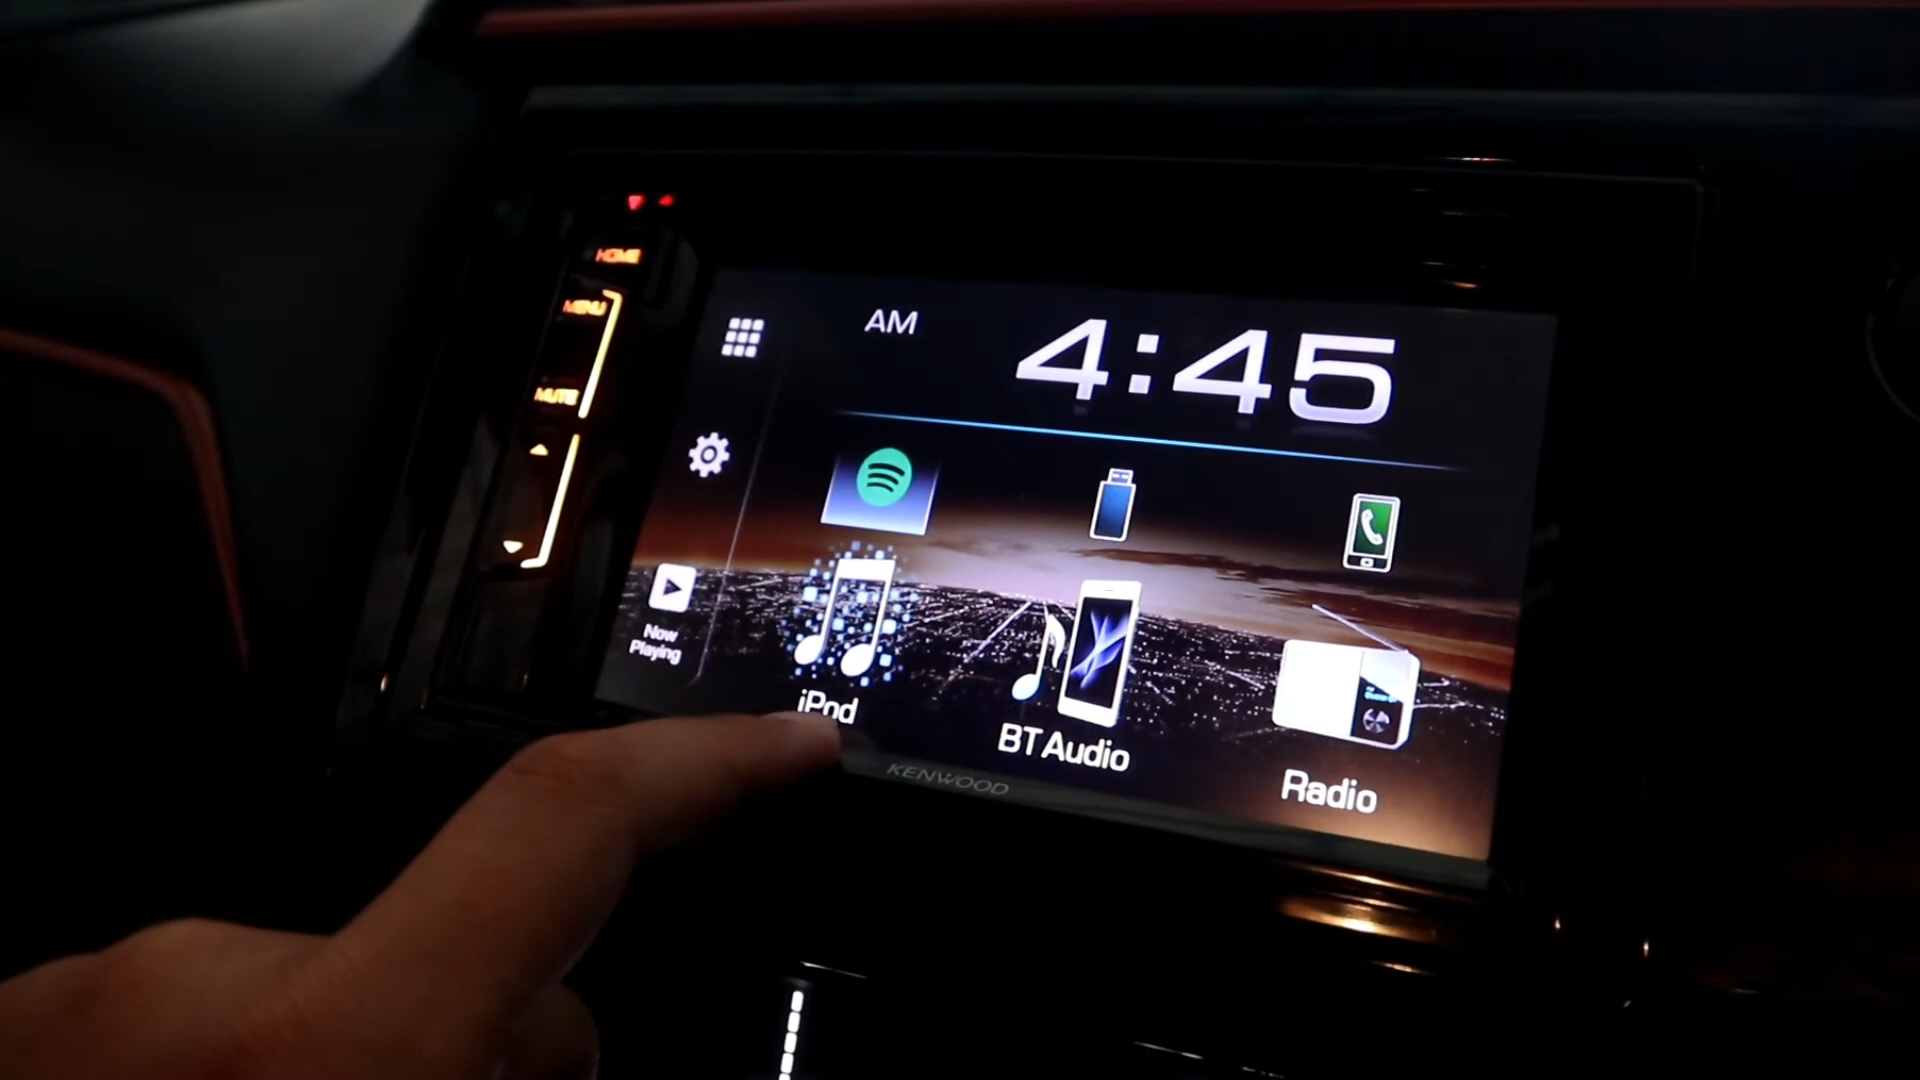 HOME
MENU
MUTE
AM
4:45
Now
Playing
iPod
BT Audio
Radio
KENWOOD